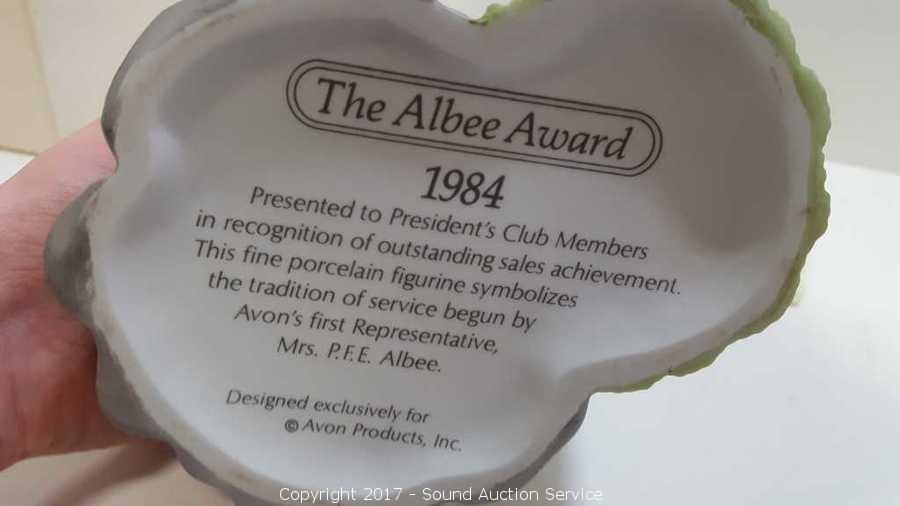 The Albee Award
1984
Presented to President's Club Members
in recognition of outstanding sales achievement.
This fine porcelain figurine symbolizes
the tradition of service begun by
Avon's first Representative,
Mrs. P.F.E. Albee.
Designed exclusively for
© Avon Products, Inc.
Copyright 2017 - Sound Auction Service